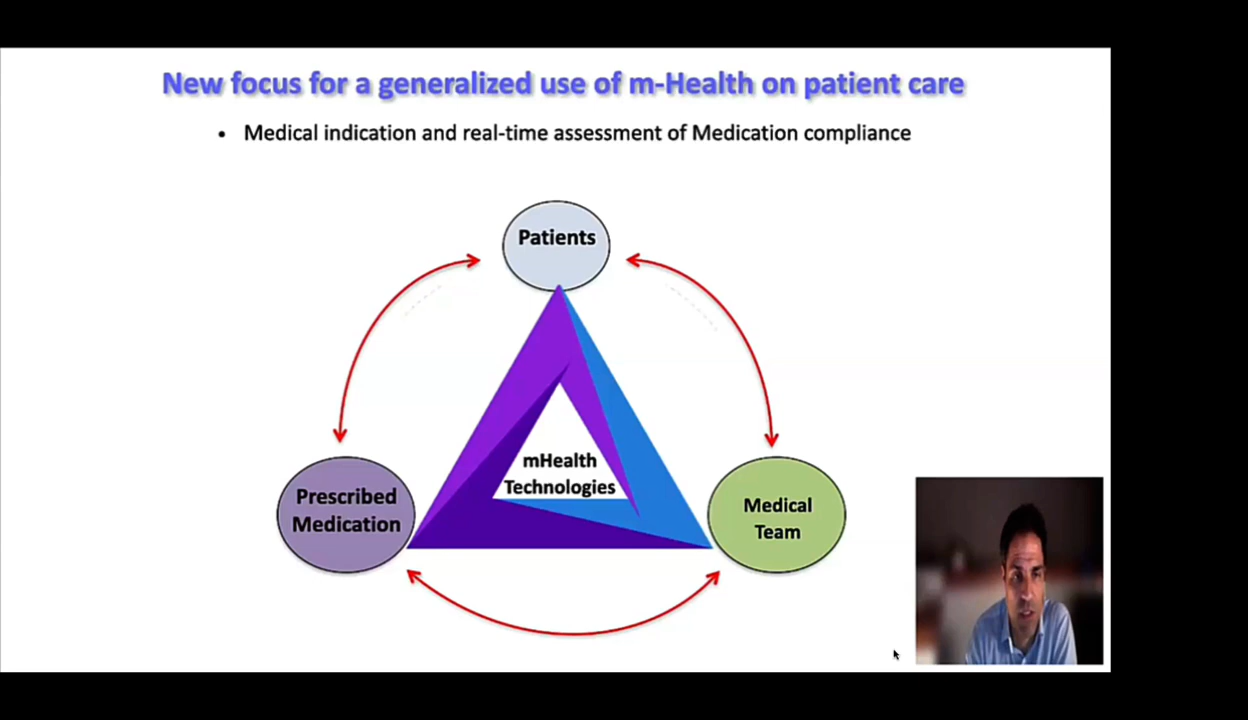 New focus for a generalized use of m-Health on patient care
• Medical indication and real-time assessment of Medication compliance
Patients
mHealth
Technologies
Prescribed
Medication
Medical
Team